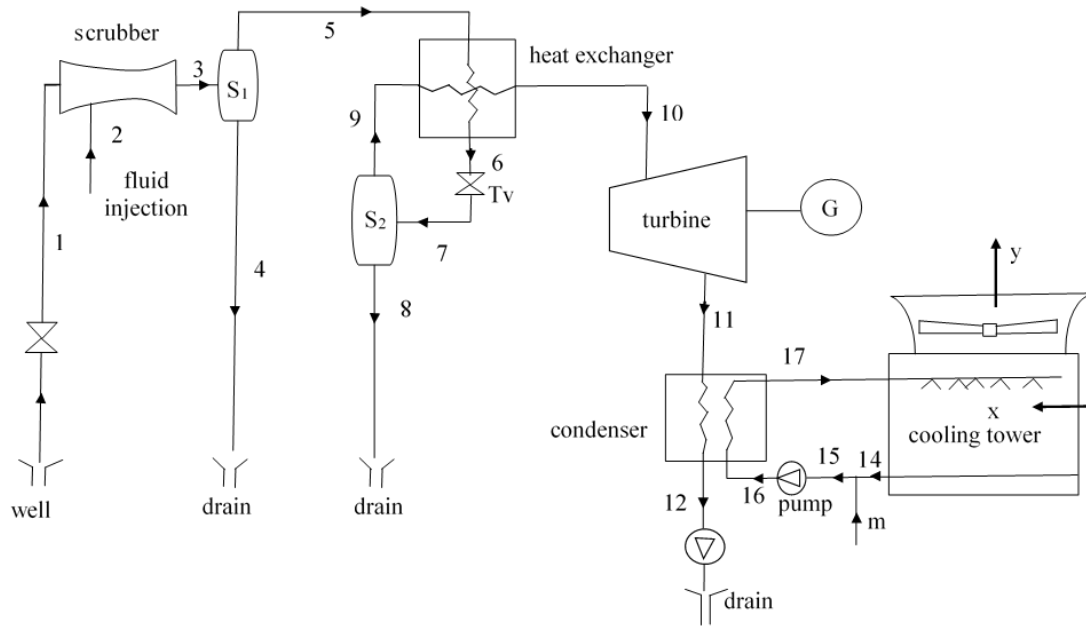 5
scrubber
3
S1
heat exchanger
9
10
2
6
Tv
fluid
injection
S2
7
turbine
G
1
4
8
y
11
17
x
cooling tower
condenser
15
14
16
12
pump
m
well
drain
drain
drain